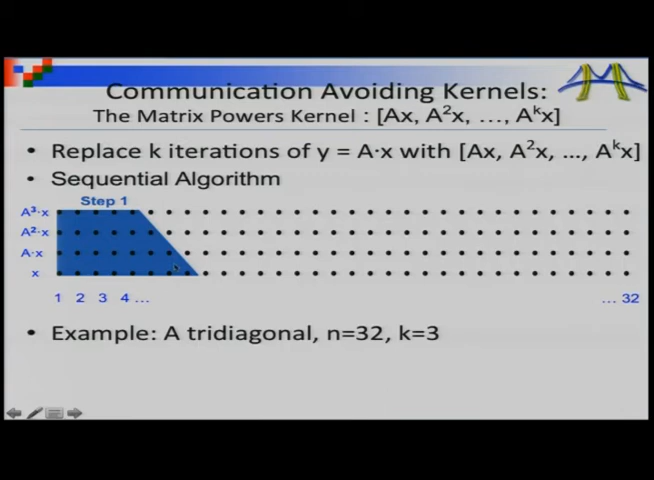 Communication Avoiding Kernels:
The Matrix Powers Kernel : [Ax, A²x, …, Aᵏx]
• Replace k iterations of y = A·x with [Ax, A²x, …, Aᵏx]
• Sequential Algorithm
Step 1
A³·x
A²·x
A·x
x
1 2 3 4 … … 32
• Example: A tridiagonal, n=32, k=3